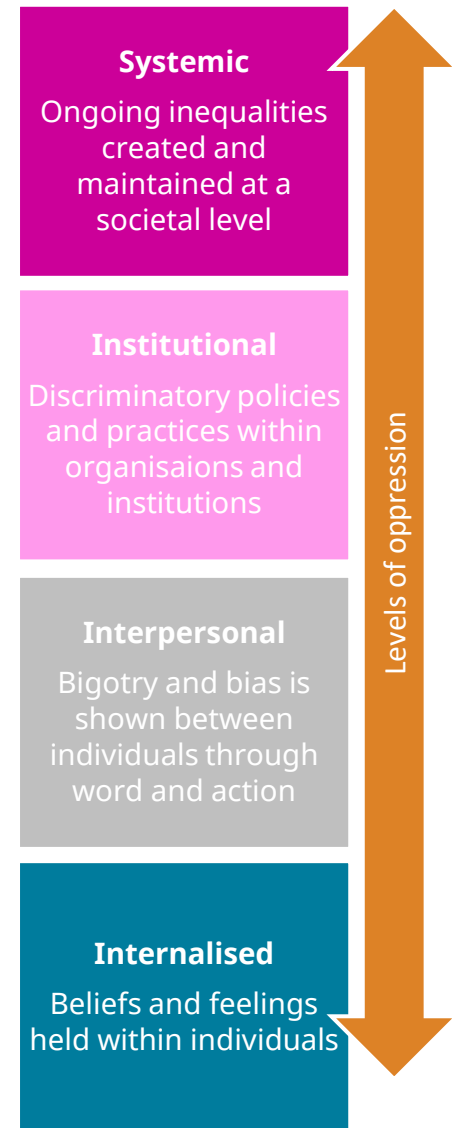 Systemic
Ongoing inequalities
created and
maintained at a
societal level
Institutional
Discriminatory policies
and practices within
organisaions and
institutions
Interpersonal
Bigotry and bias is
shown between
individuals through
word and action
Internalised
Beliefs and feelings
held within individuals
Levels of oppression